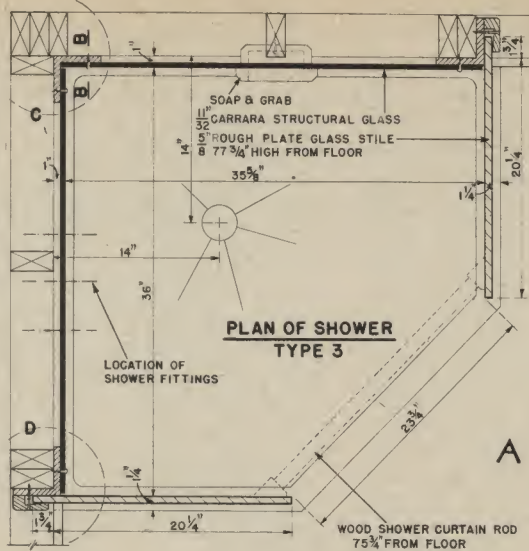 B
B
C
1"
3"
1 1/4
SOAP & GRAB
11"/32 CARRARA STRUCTURAL GLASS
5"/8 ROUGH PLATE GLASS STILE
77 3/4" HIGH FROM FLOOR
14"
35 5/8"
1"
1 1/4"
20 1/4"
14"
36"
PLAN OF SHOWER
TYPE 3
LOCATION OF
SHOWER FITTINGS
D
23 3/4"
A
1 1/4"
1 3/4"
20 1/4"
WOOD SHOWER CURTAIN ROD
75 3/4" FROM FLOOR